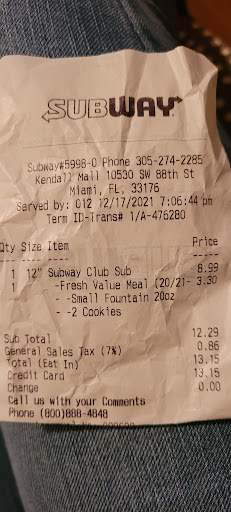 SUBWAY
Subway#5998-0 Phone 305-274-2285
Kendall Mall 10530 SW 88th St
Miami, FL, 33176
Served by: 012 12/17/2021 7:06:44 pm
Term ID-Trans# 1/A-476280
Qty Size Item Price
1 12" Subway Club Sub 8.99
1 -Fresh Value Meal (20/2)- 3.30
- -Small Fountain 20oz
- -2 Cookies
Sub Total 12.29
General Sales Tax (7%) 0.86
Total (Eat In) 13.15
Credit Card 13.15
Change 0.00
Call us with your Comments
Phone (800)888-4848